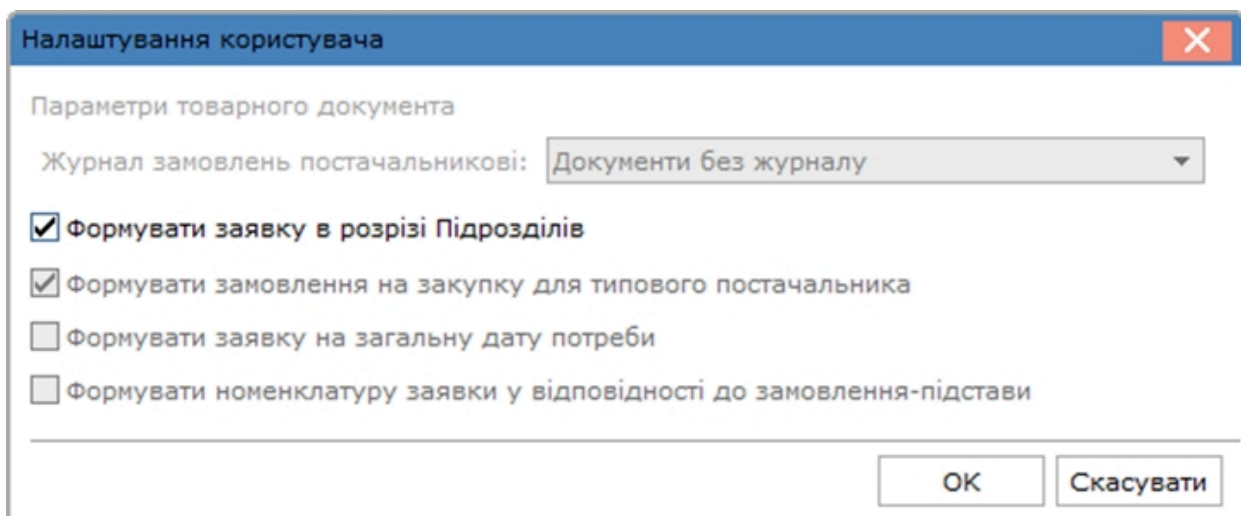 Налаштування користувача
Параметри товарного документа
Журнал замовлень постачальникові: Документи без журналу
Формувати заявку в розрізі Підрозділів
Формувати замовлення на закупку для типового постачальника
Формувати заявку на загальну дату потреби
Формувати номенклатуру заявки у відповідності до замовлення-підстави
ОК Скасувати